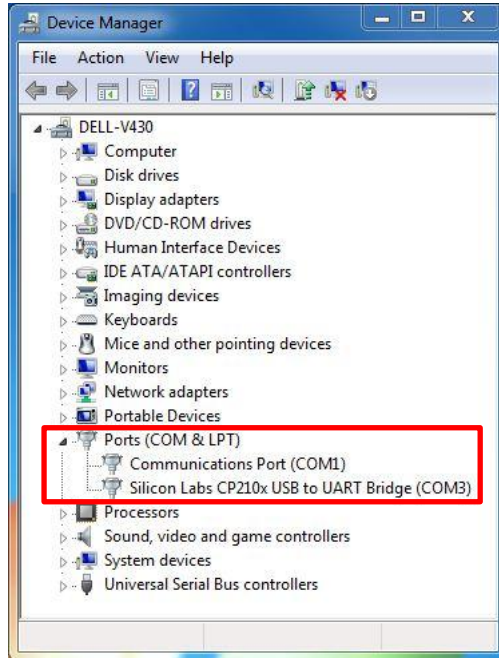 Device Manager
File Action View Help
DELL-V430
Computer
Disk drives
Display adapters
DVD/CD-ROM drives
Human Interface Devices
IDE ATA/ATAPI controllers
Imaging devices
Keyboards
Mice and other pointing devices
Monitors
Network adapters
Portable Devices
Ports (COM & LPT)
Communications Port (COM1)
Silicon Labs CP210x USB to UART Bridge (COM3)
Processors
Sound, video and game controllers
System devices
Universal Serial Bus controllers